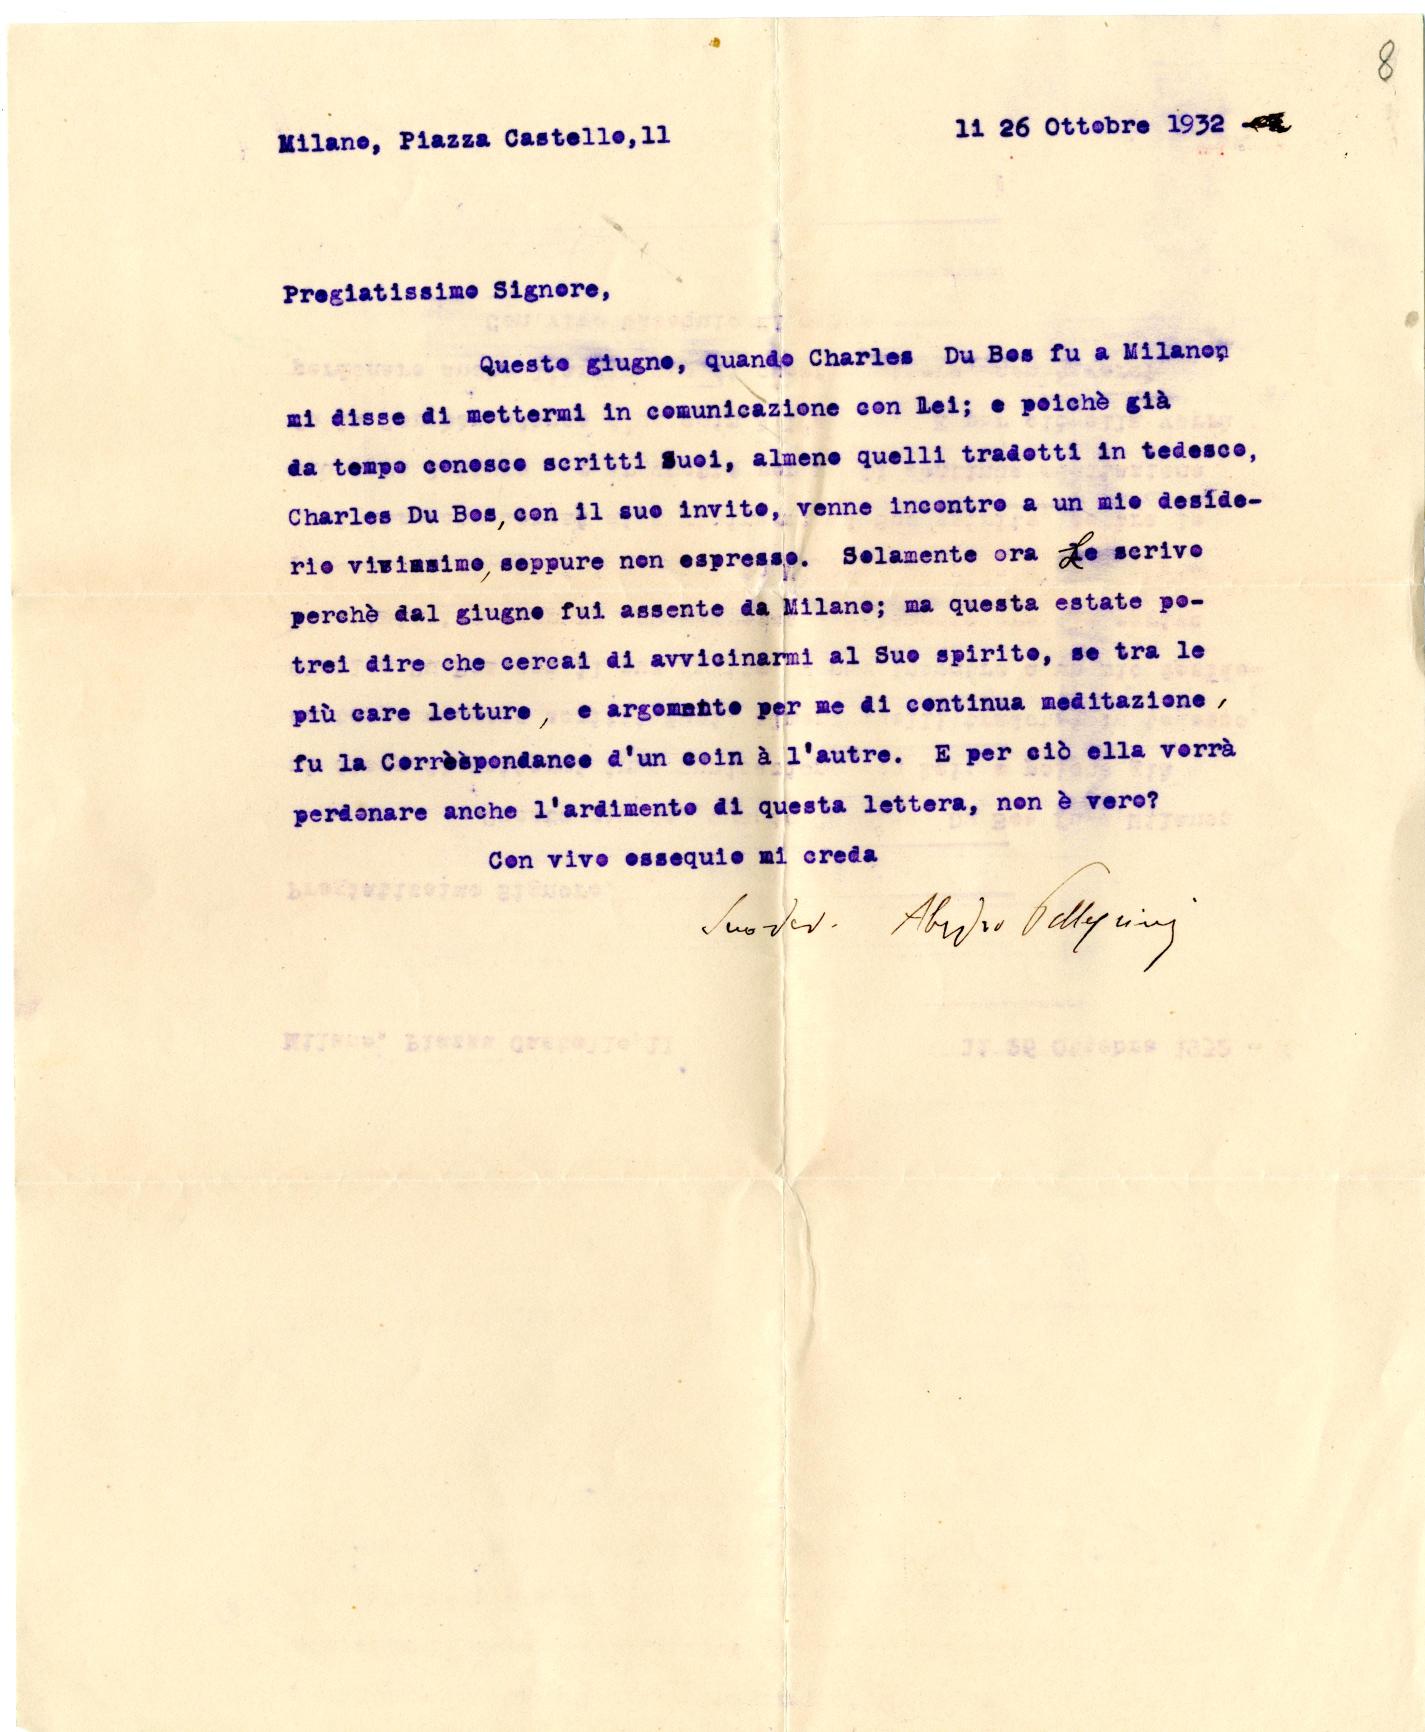 8
Milano, Piazza Castello,11
li 26 Ottobre 1932
Pregiatissimo Signore,
Questo giugno, quando Charles Du Bos fu a Milano,
mi disse di mettermi in comunicazione con Lei; e poichè già
da tempo conosco scritti Suoi, almeno quelli tradotti in tedesco,
Charles Du Bos, con il suo invito, venne incontro a un mio deside-
rio vivissimo, seppure non espresso. Solamente ora Le scrivo
perchè dal giugno fui assente da Milano; ma questa estate po-
trei dire che cercai di avvicinarmi al Suo spirito, se tra le
più care letture, e argomento per me di continua meditazione,
fu la Corrèspondance d'un coin à l'autre. E per ciò ella vorrà
perdonare anche l'ardimento di questa lettera, non è vero?
Con vivo ossequio mi creda
Suo dev. Alessandro Pellegrini